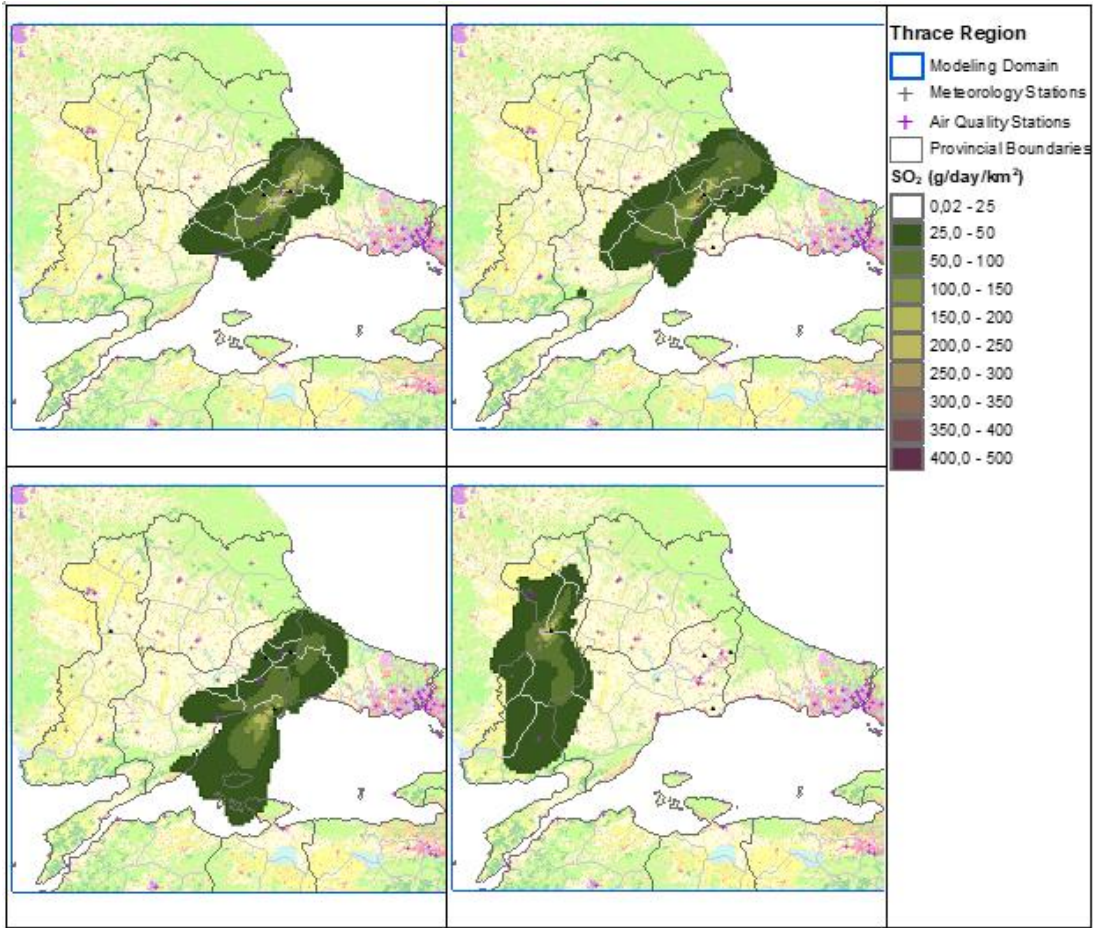 Thrace Region
Modeling Domain
Meteorology Stations
Air Quality Stations
Provincial Boundaries
SO₂ (g/day/km²)
0,02 - 25
25,0 - 50
50,0 - 100
100,0 - 150
150,0 - 200
200,0 - 250
250,0 - 300
300,0 - 350
350,0 - 400
400,0 - 500